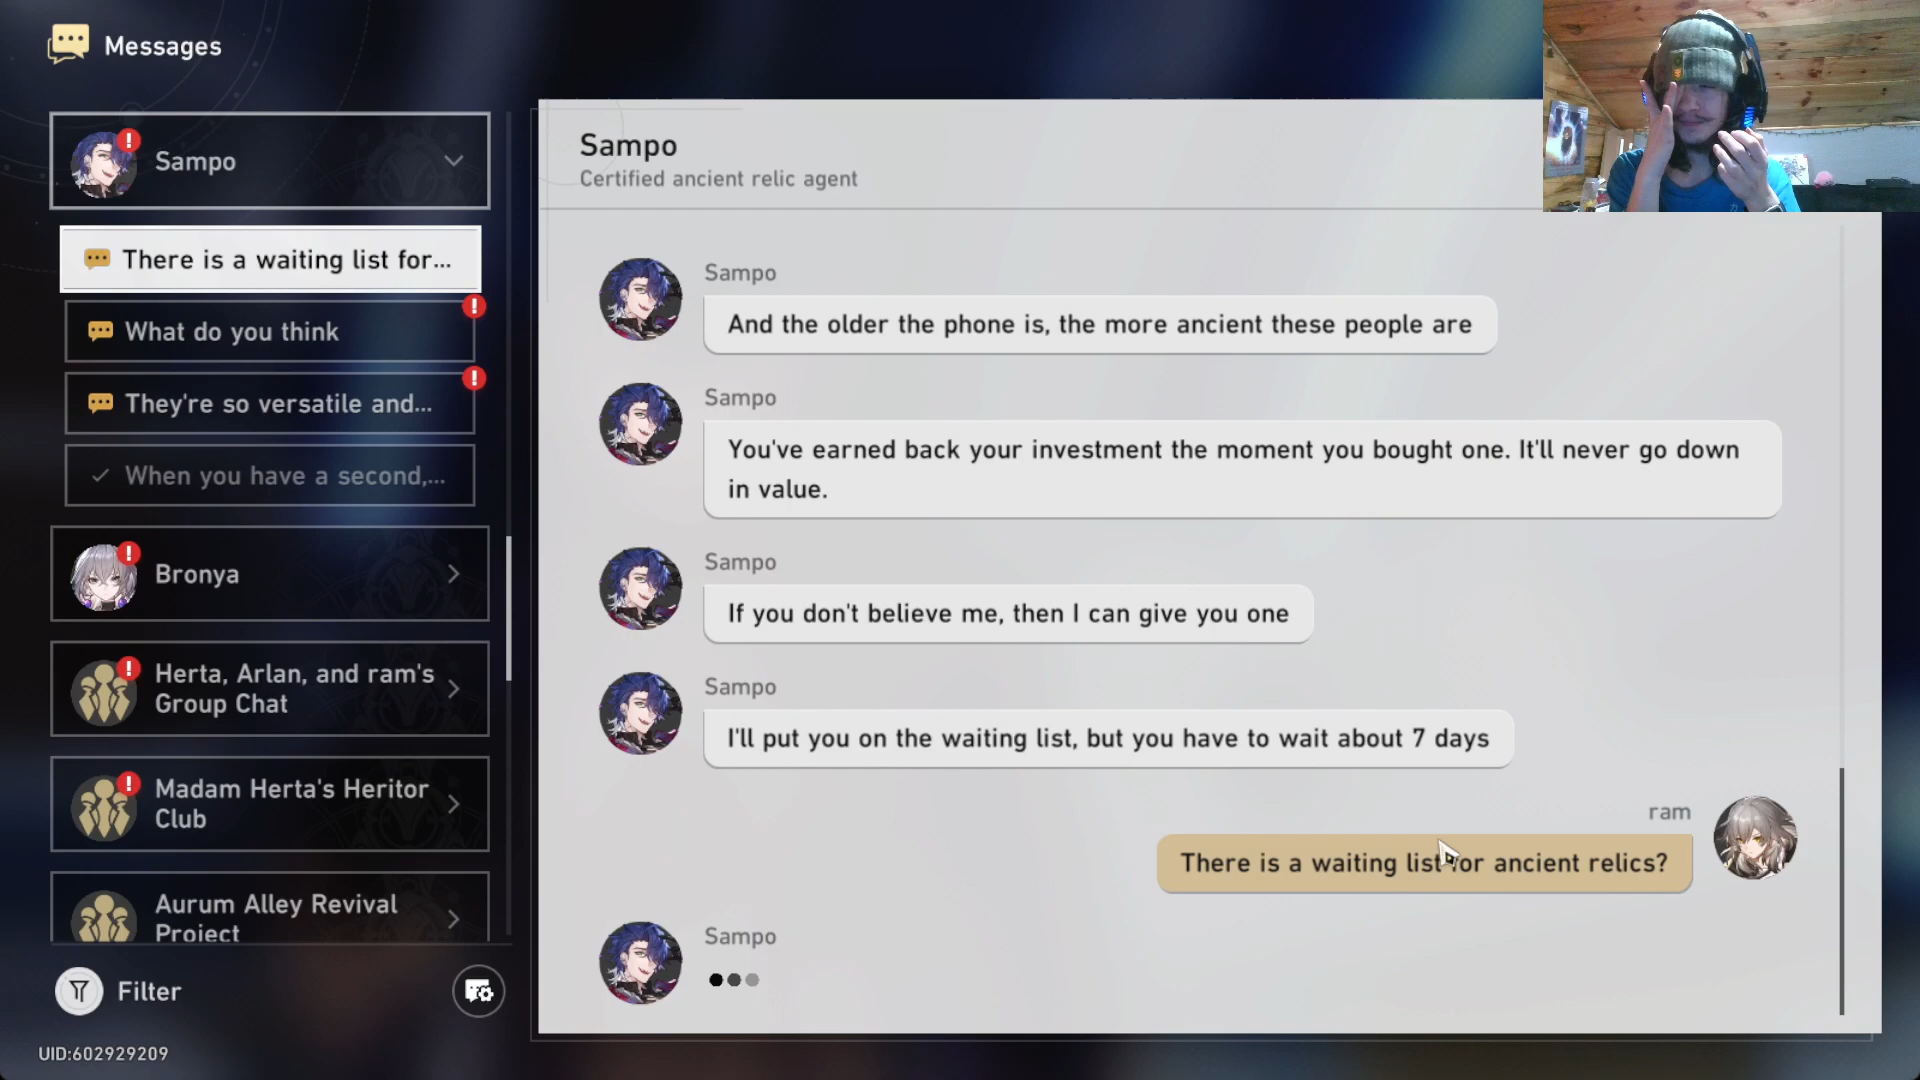 Messages
Sampo
There is a waiting list for...
What do you think
They're so versatile and...
When you have a second,...
Bronya
Herta, Arlan, and ram's
Group Chat
Madam Herta's Heritor
Club
Aurum Alley Revival
Project
Filter
UID:602929209
Sampo
Certified ancient relic agent
Sampo
And the older the phone is, the more ancient these people are
Sampo
You've earned back your investment the moment you bought one. It'll never go down
in value.
Sampo
If you don't believe me, then I can give you one
Sampo
I'll put you on the waiting list, but you have to wait about 7 days
ram
There is a waiting list for ancient relics?
Sampo